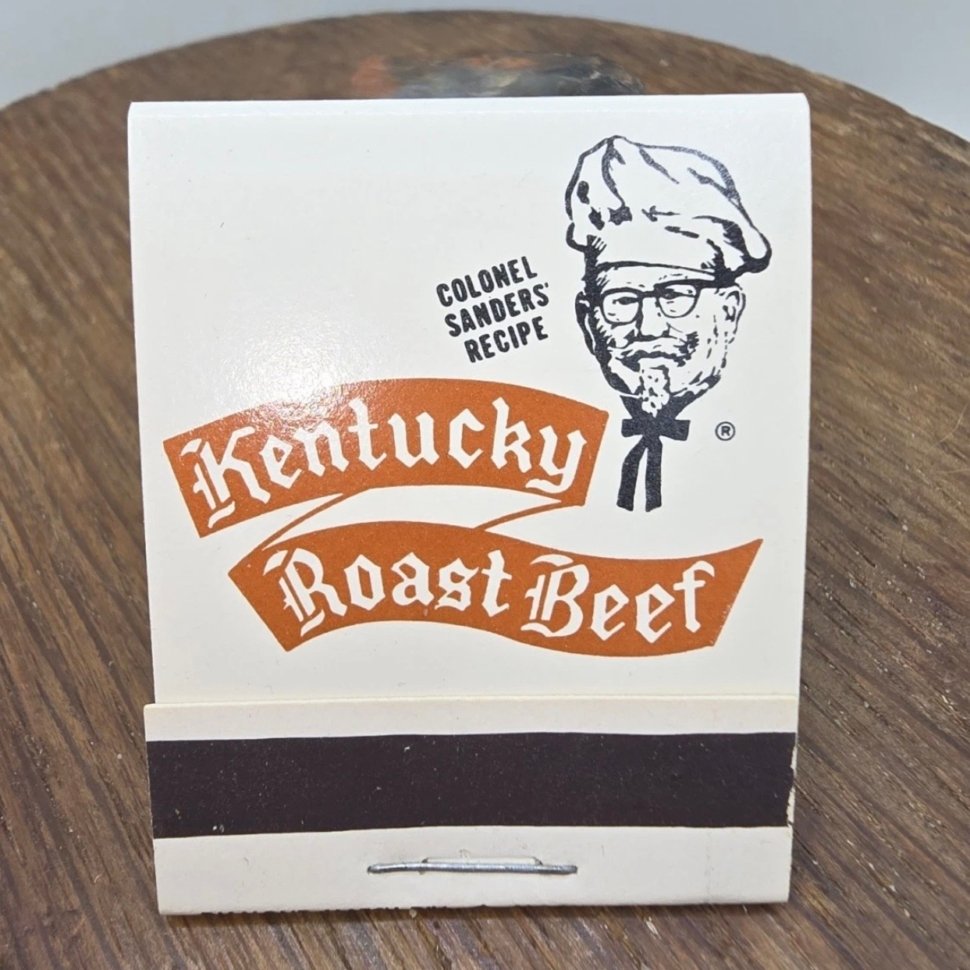 COLONEL
SANDERS'
RECIPE
®
Kentucky
Roast Beef